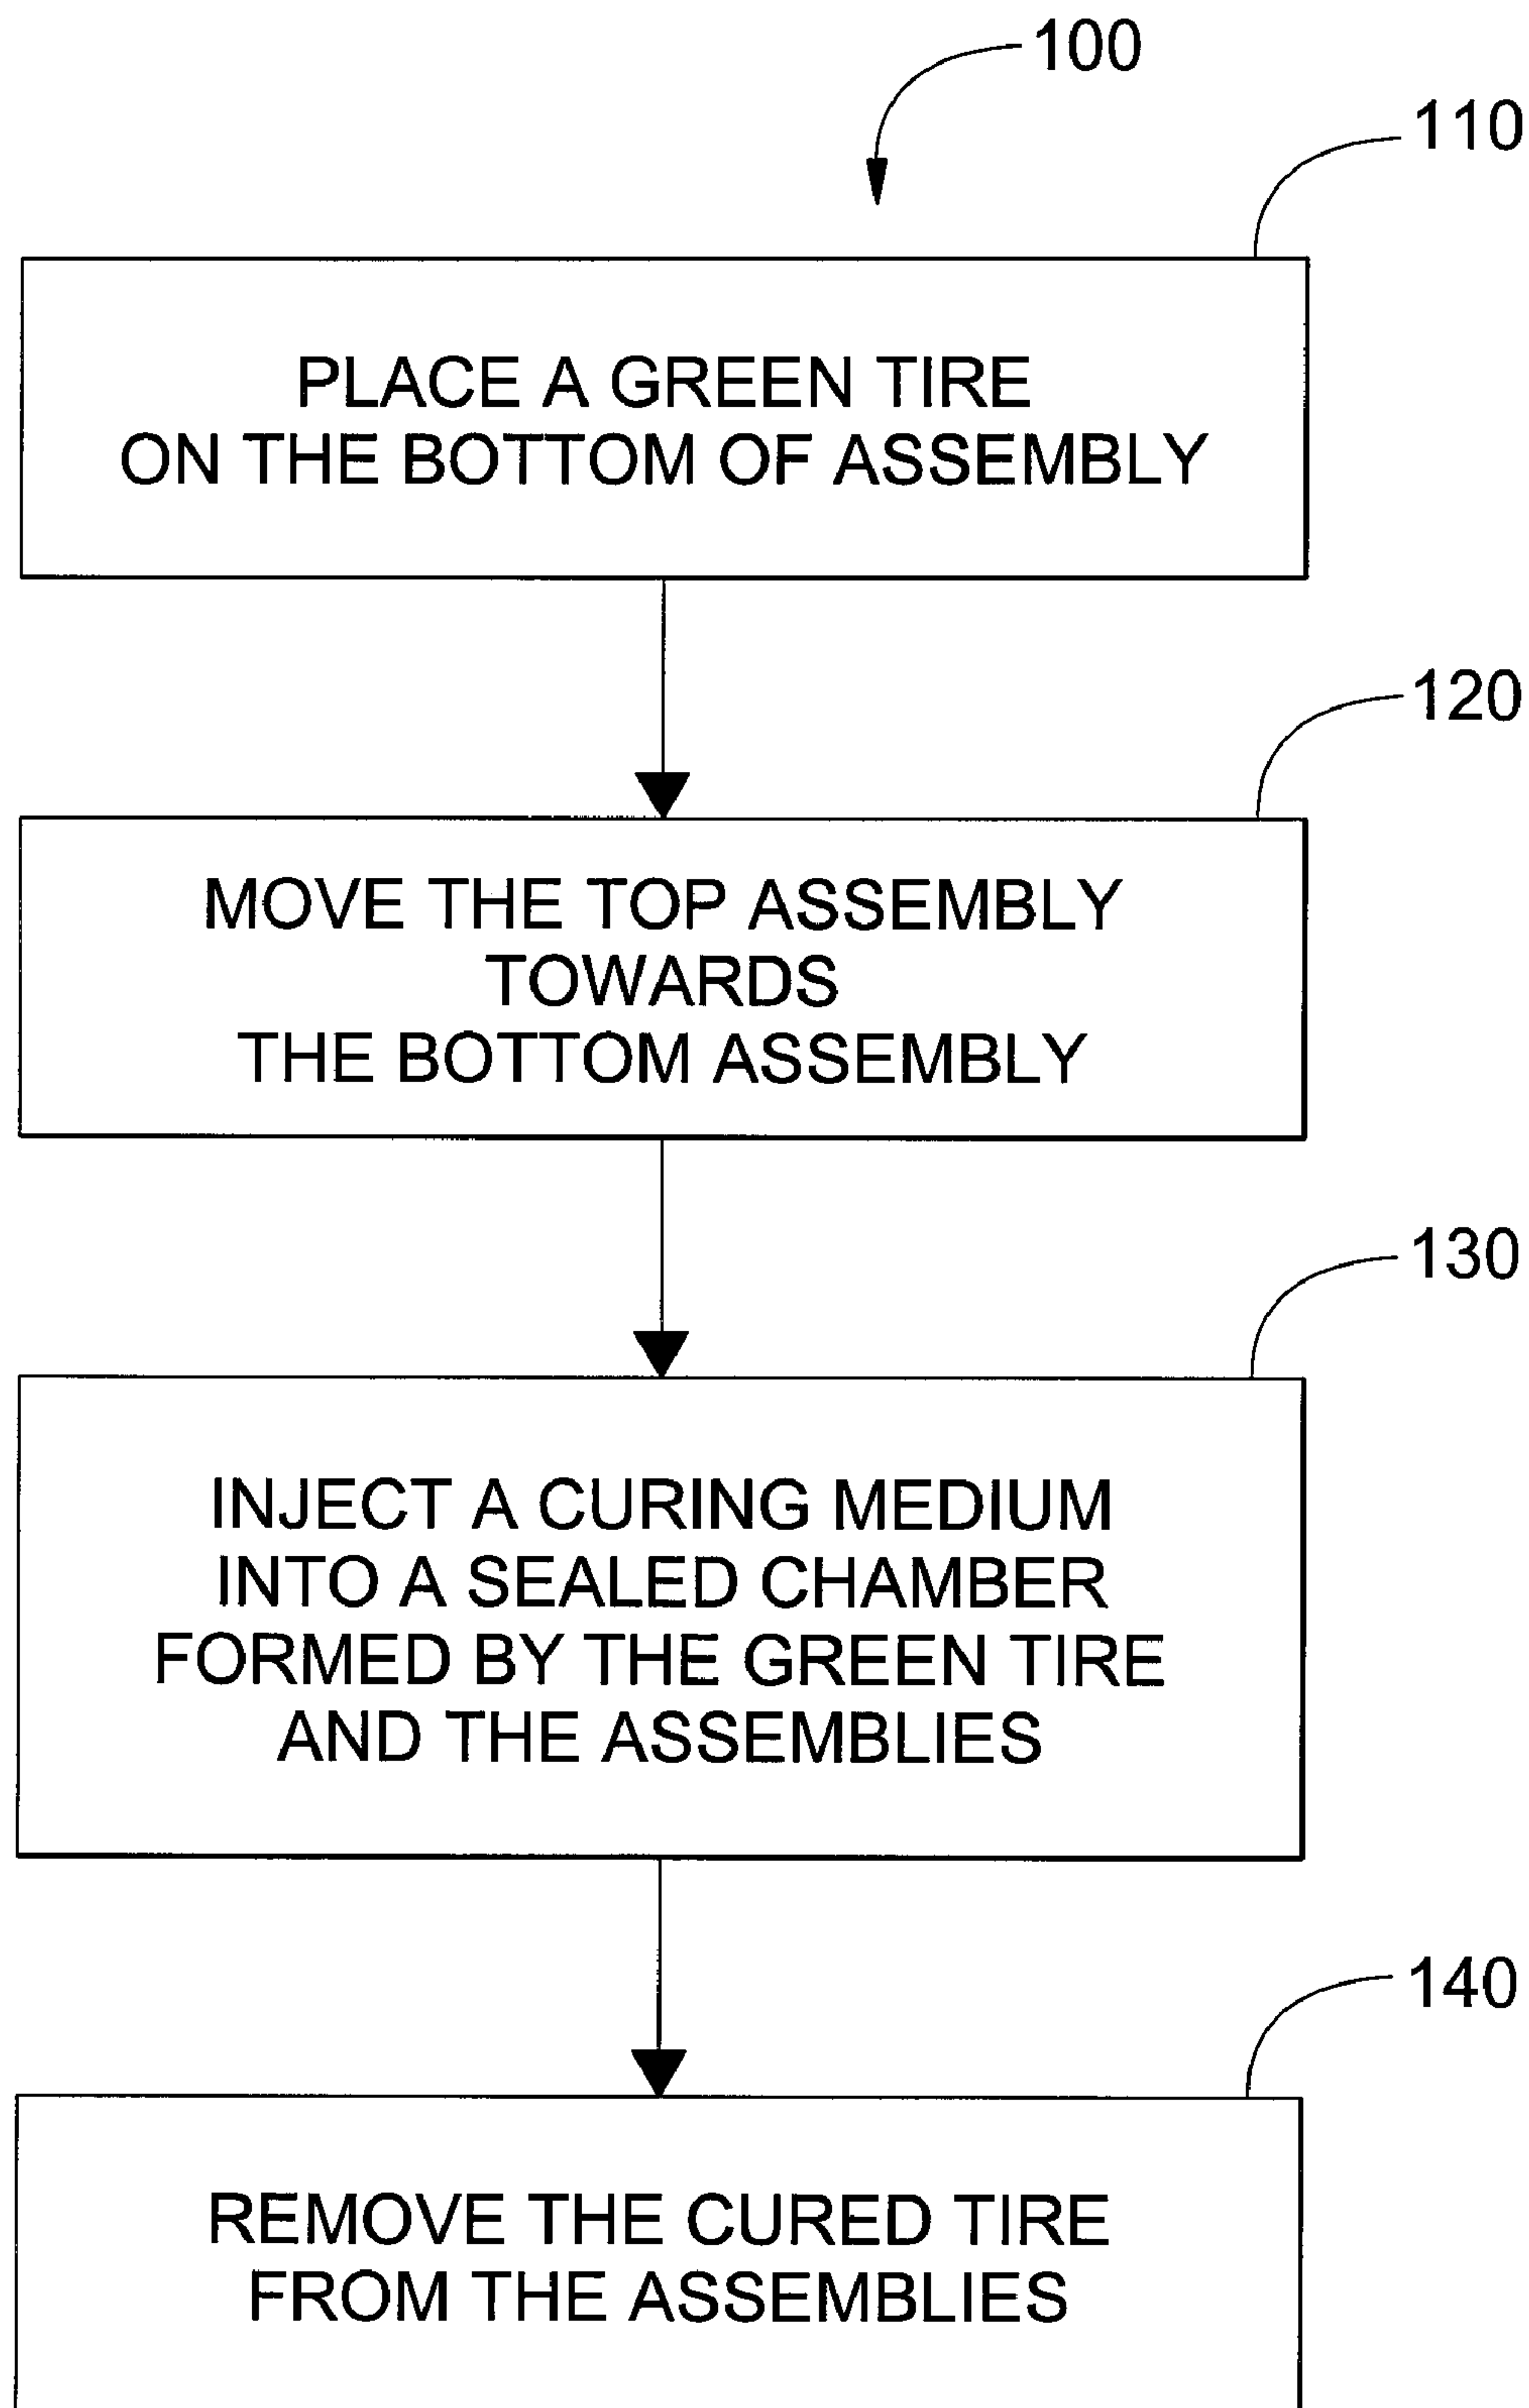 100
110
PLACE A GREEN TIRE
ON THE BOTTOM OF ASSEMBLY
120
MOVE THE TOP ASSEMBLY
TOWARDS
THE BOTTOM ASSEMBLY
130
INJECT A CURING MEDIUM
INTO A SEALED CHAMBER
FORMED BY THE GREEN TIRE
AND THE ASSEMBLIES
140
REMOVE THE CURED TIRE
FROM THE ASSEMBLIES